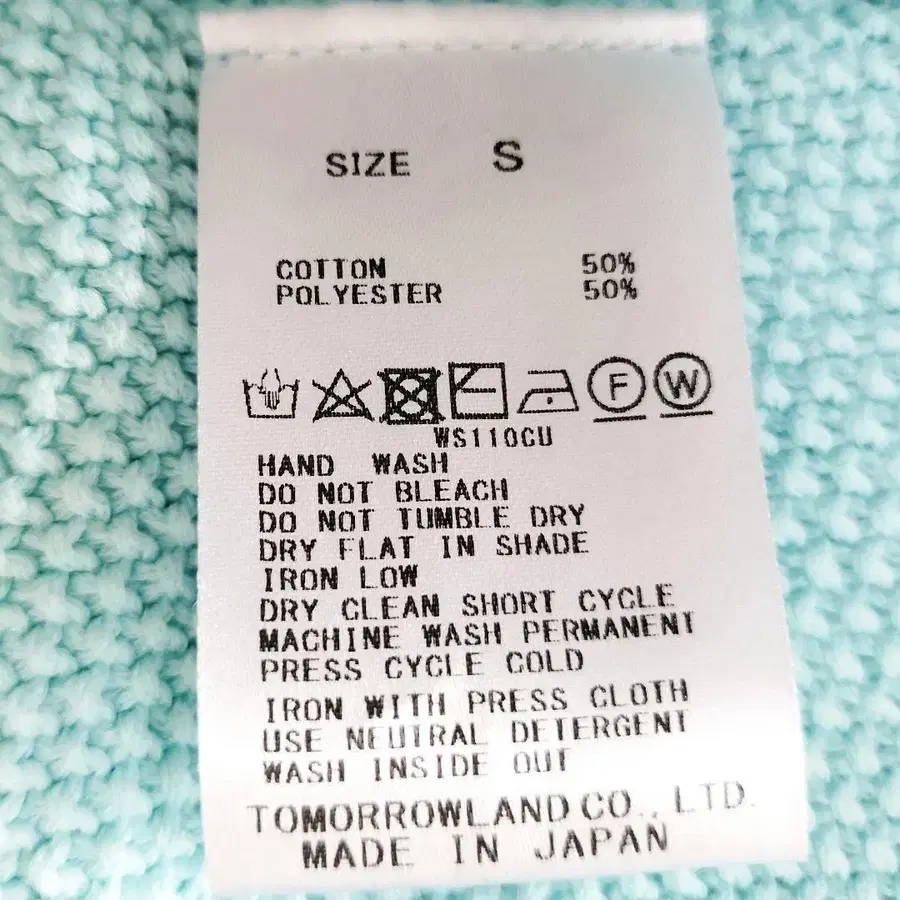 SIZE S
COTTON 50%
POLYESTER 50%
F W
WS110CU
HAND WASH
DO NOT BLEACH
DO NOT TUMBLE DRY
DRY FLAT IN SHADE
IRON LOW
DRY CLEAN SHORT CYCLE
MACHINE WASH PERMANENT
PRESS CYCLE COLD
IRON WITH PRESS CLOTH
USE NEUTRAL DETERGENT
WASH INSIDE OUT
TOMORROWLAND CO., LTD.
MADE IN JAPAN